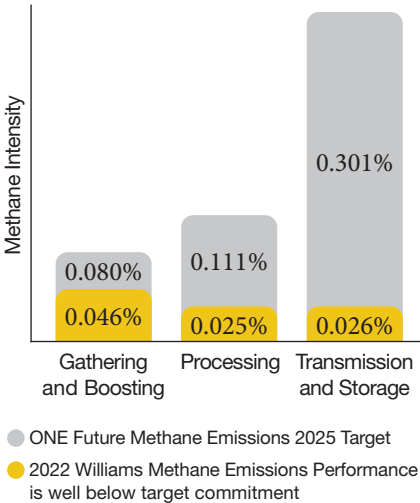 Methane Intensity
0.301%
0.080%
0.111%
0.046%
0.025%
0.026%
Gathering
and Boosting
Processing
Transmission
and Storage
ONE Future Methane Emissions 2025 Target
2022 Williams Methane Emissions Performance
is well below target commitment